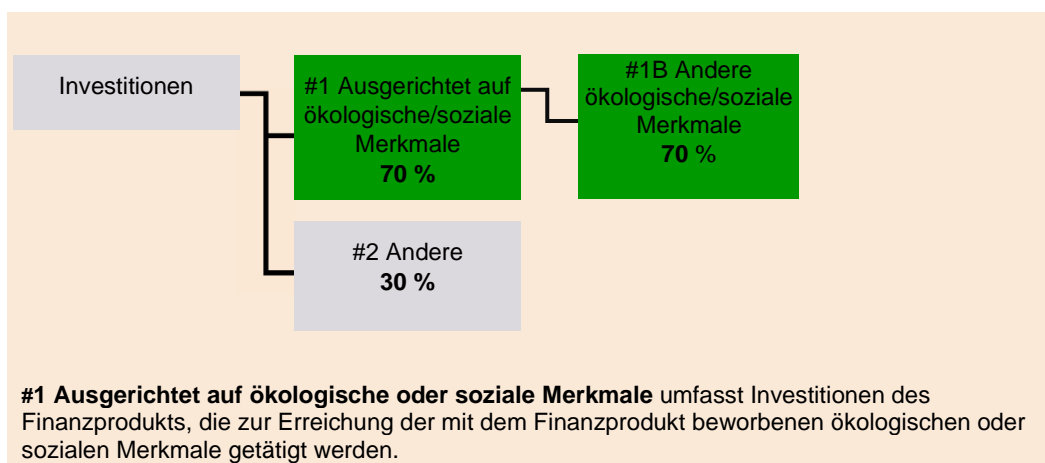 Investitionen
#1 Ausgerichtet auf
ökologische/soziale
Merkmale
70 %
#1B Andere
ökologische/soziale
Merkmale
70 %
#2 Andere
30 %
#1 Ausgerichtet auf ökologische oder soziale Merkmale umfasst Investitionen des
Finanzprodukts, die zur Erreichung der mit dem Finanzprodukt beworbenen ökologischen oder
sozialen Merkmale getätigt werden.